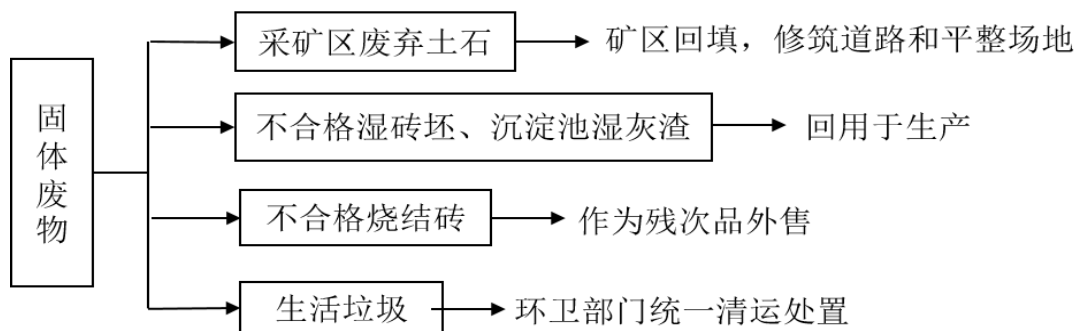 固体废物
采矿区废弃土石
矿区回填，修筑道路和平整场地
不合格湿砖坯、沉淀池湿灰渣
回用于生产
不合格烧结砖
作为残次品外售
生活垃圾
环卫部门统一清运处置